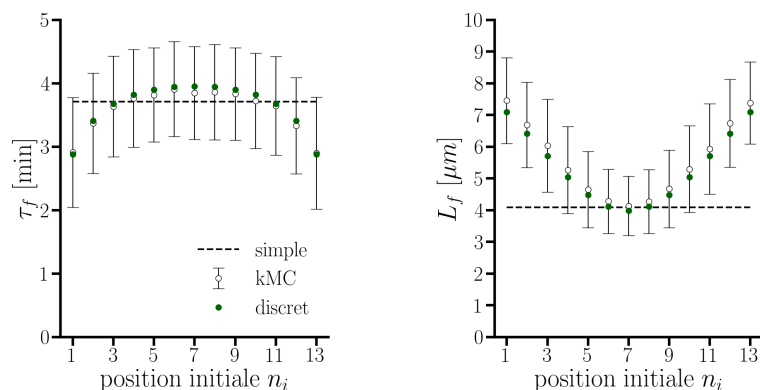 5
4
3
2
1
0
τ_f [min]
simple
kMC
discret
1 3 5 7 9 11 13
position initiale n_i
10
9
8
7
6
5
4
3
2
1
0
L_f [μm]
1 3 5 7 9 11 13
position initiale n_i